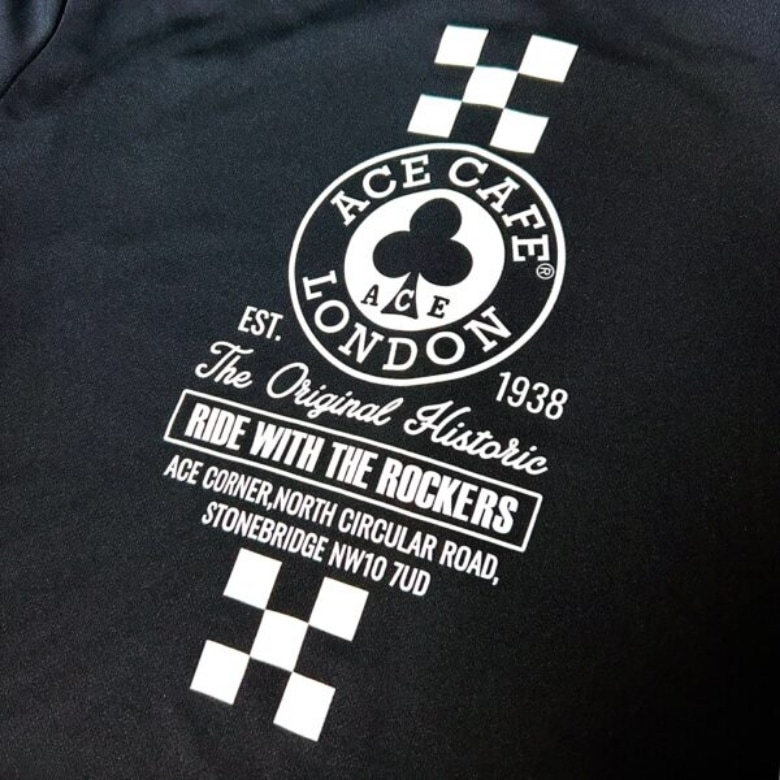 ACE CAFE®
ACE
LONDON
EST. 1938
The Original Historic
RIDE WITH THE ROCKERS
ACE CORNER,NORTH CIRCULAR ROAD,
STONEBRIDGE NW10 7UD